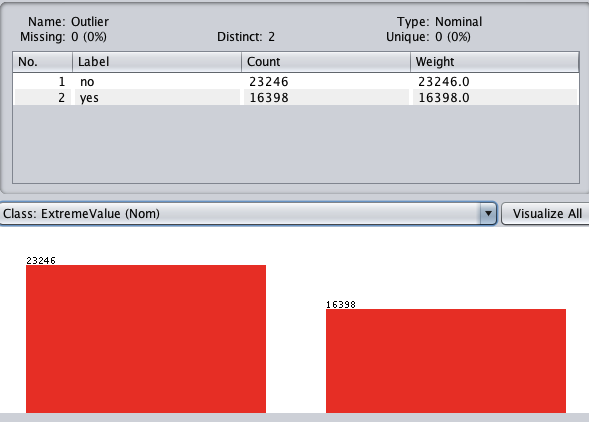 Name: Outlier Type: Nominal
Missing: 0 (0%) Distinct: 2 Unique: 0 (0%)
No. Label Count Weight
1 no 23246 23246.0
2 yes 16398 16398.0
Class: ExtremeValue (Nom) Visualize All
23246
16398